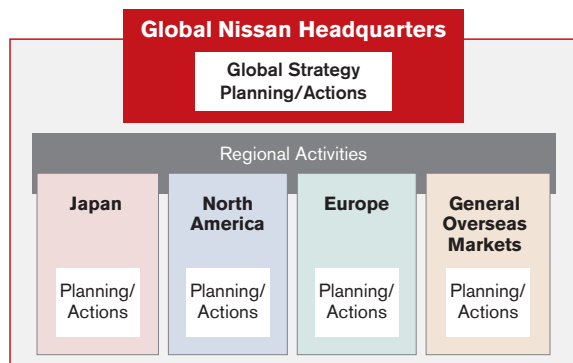 Global Nissan Headquarters
Global Strategy
Planning/Actions
Regional Activities
Japan
North
America
Europe
General
Overseas
Markets
Planning/
Actions
Planning/
Actions
Planning/
Actions
Planning/
Actions